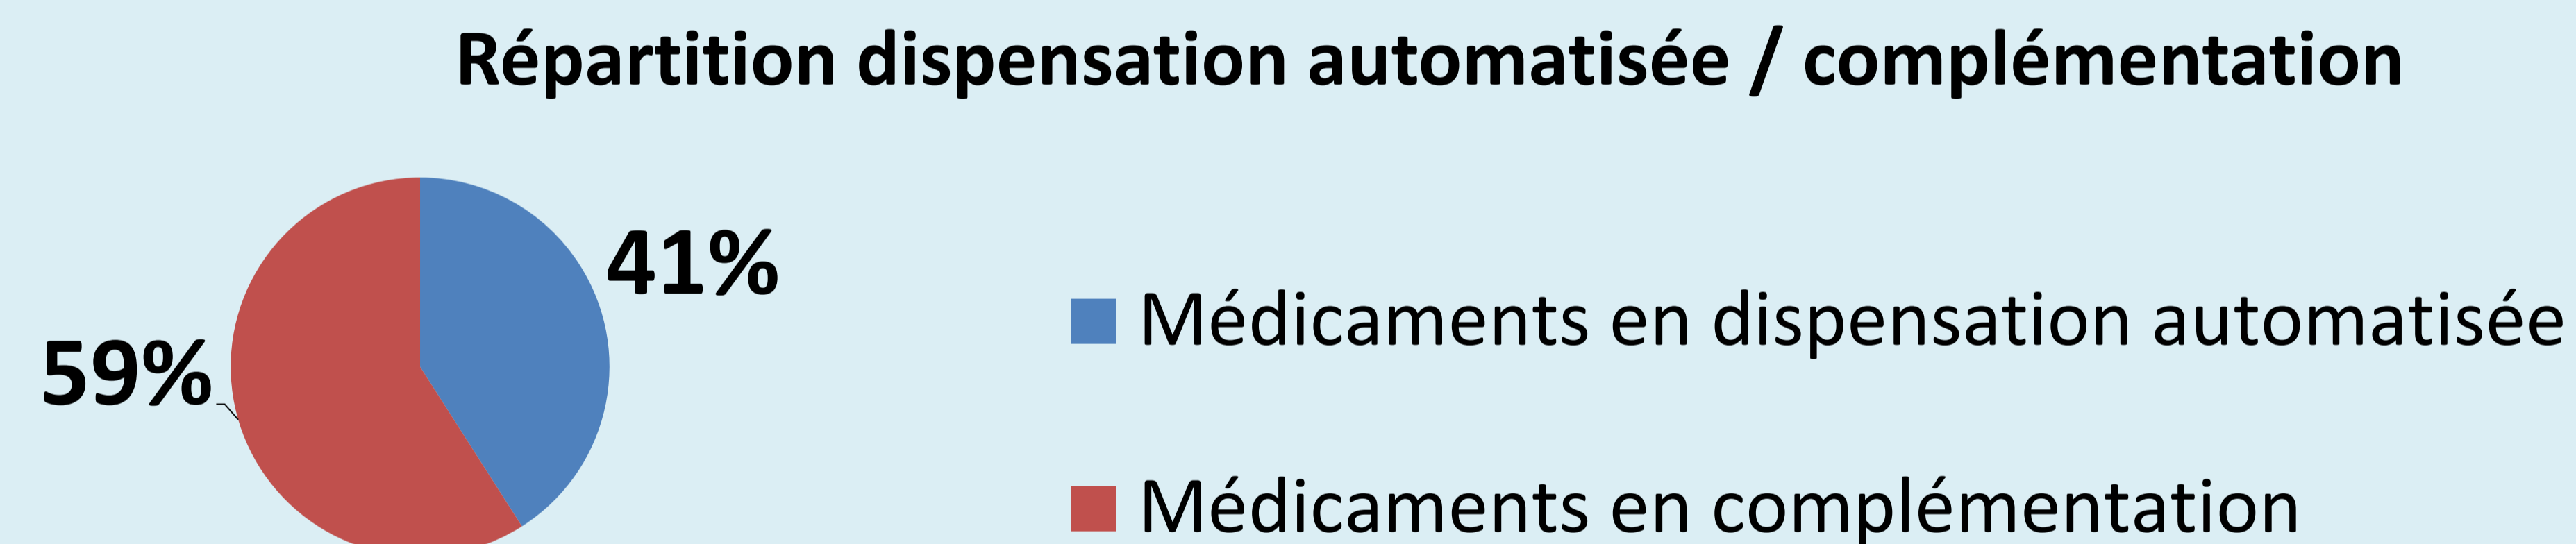 Répartition dispensation automatisée / complémentation
41%
59%
Médicaments en dispensation automatisée
Médicaments en complémentation